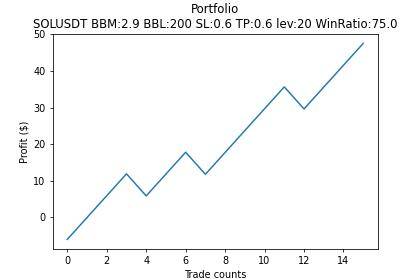 Portfolio
SOLUSDT BBM:2.9 BBL:200 SL:0.6 TP:0.6 lev:20 WinRatio:75.0
50
40
30
20
10
0
Profit ($)
0 2 4 6 8 10 12 14
Trade counts